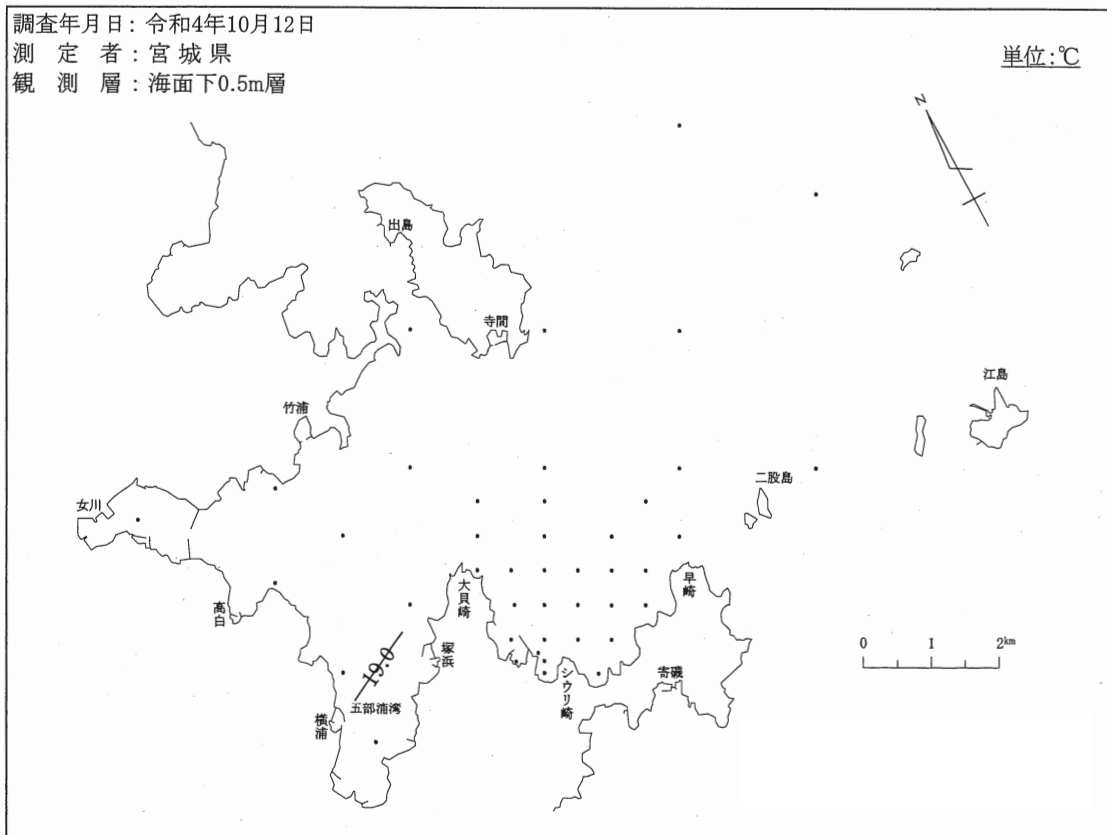 調査年月日：令和4年10月12日
測定者：宮城県
観測層：海面下0.5m層
単位：℃
N
出島
寺間
江島
竹浦
二股島
女川
大貝崎
早崎
高白
塚浜
19.0
シウリ崎
寄磯
五部浦湾
横浦
0 1 2km